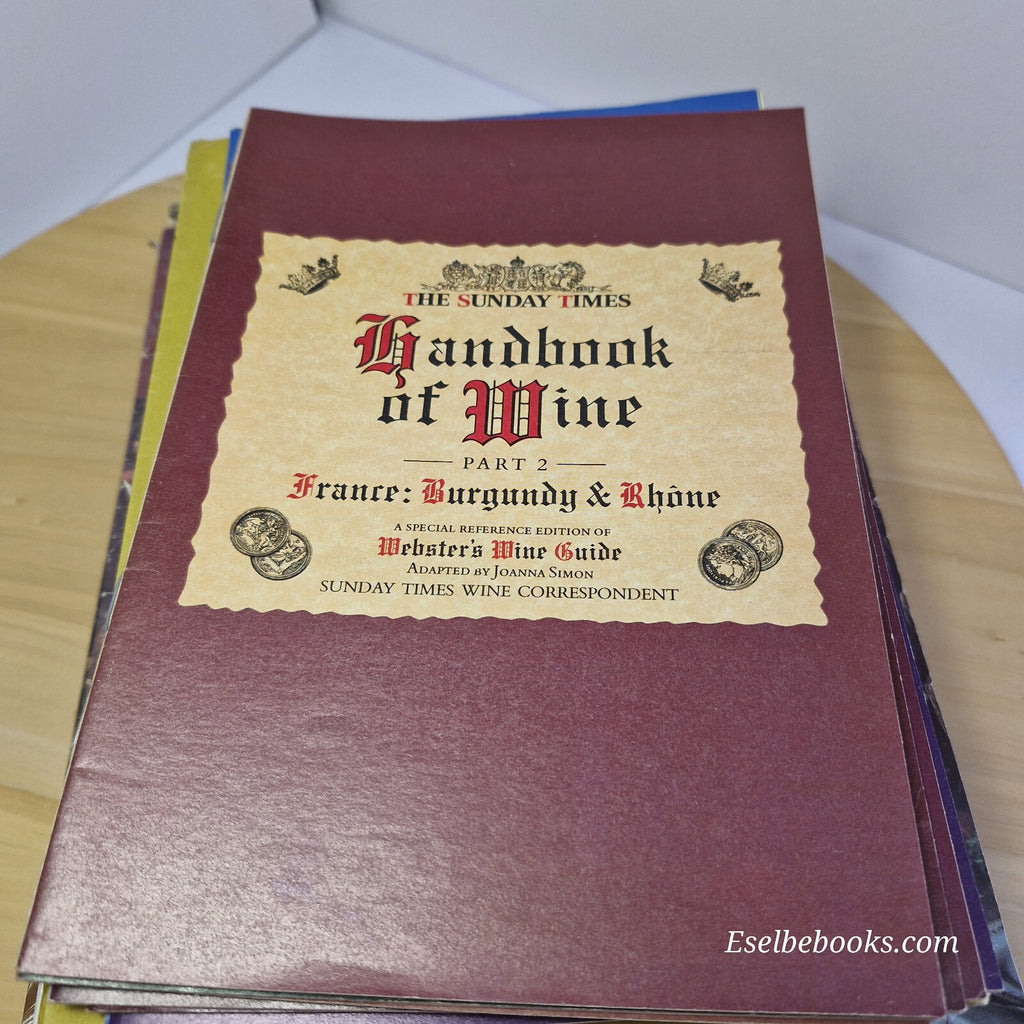 THE SUNDAY TIMES
Handbook
of Wine
PART 2
France: Burgundy & Rhône
A SPECIAL REFERENCE EDITION OF
Webster's Wine Guide
ADAPTED BY JOANNA SIMON
SUNDAY TIMES WINE CORRESPONDENT
Eselbebooks.com